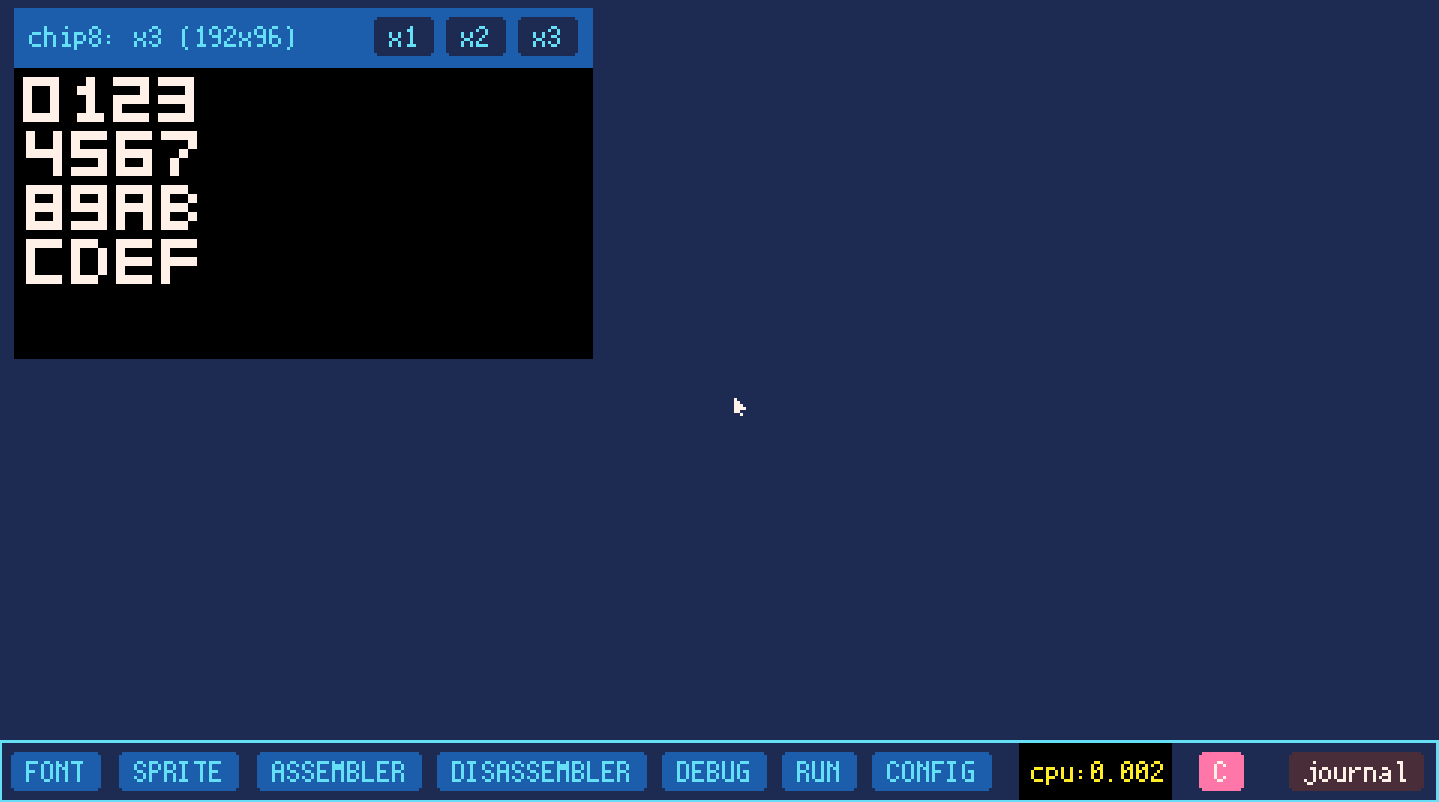 chip8: x3 (192x96) x1 x2 x3
0123
4567
89AB
CDEF
FONT SPRITE ASSEMBLER DISASSEMBLER DEBUG RUN CONFIG cpu:0.002 C journal